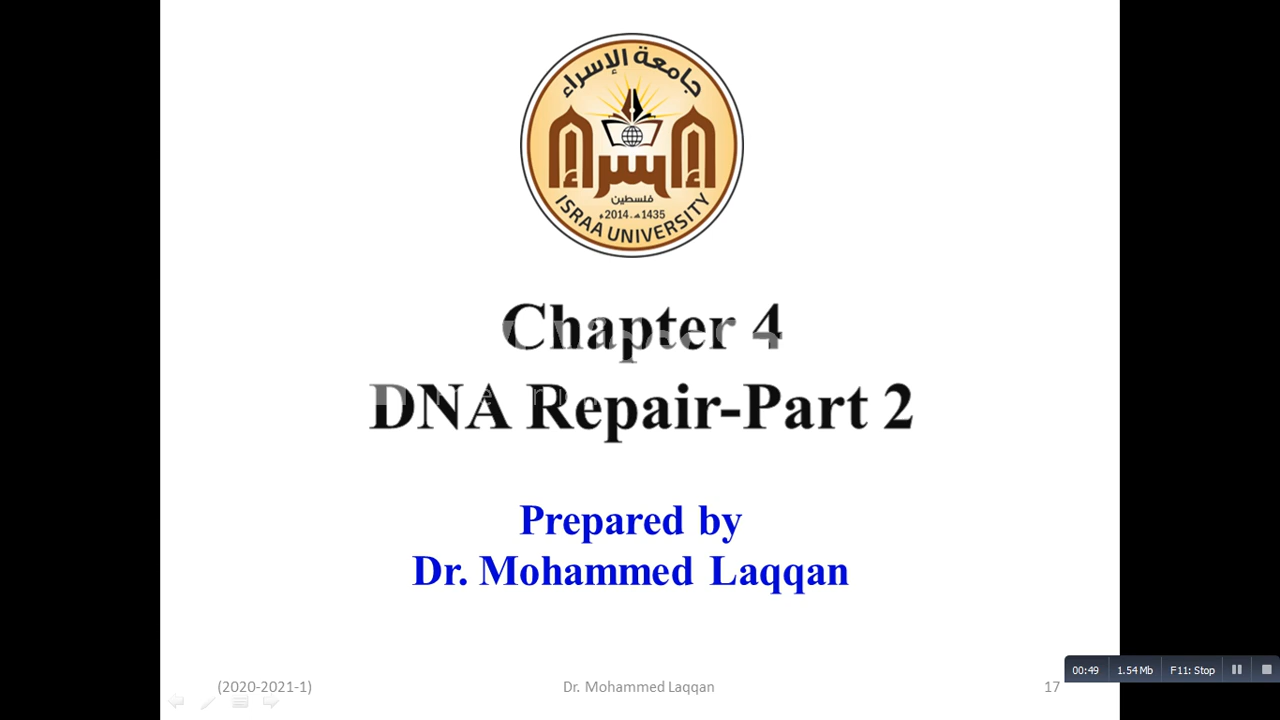 جامعة الإسراء
إسراء
فلسطين
1435هـ - 2014م
ISRAA UNIVERSITY
Chapter 4
DNA Repair-Part 2
Prepared by
Dr. Mohammed Laqqan
(2020-2021-1)
Dr. Mohammed Laqqan
17
00:49
1.54 Mb
F11: Stop